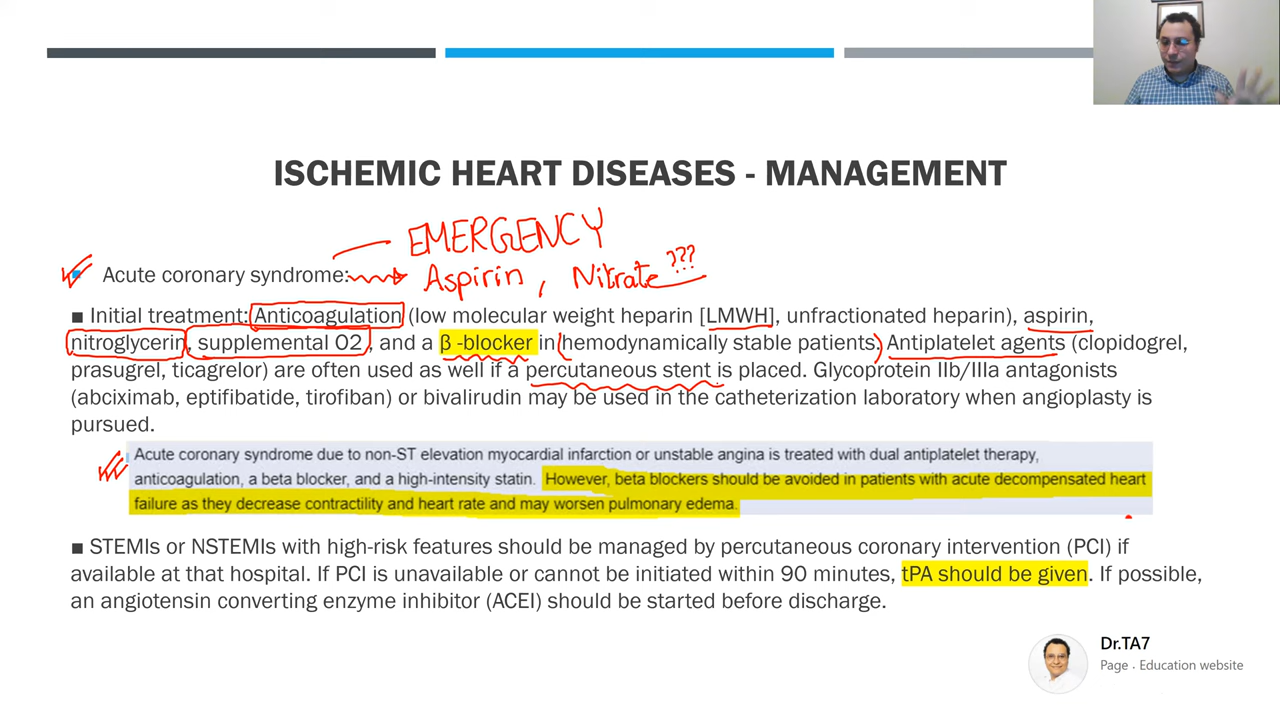 ISCHEMIC HEART DISEASES - MANAGEMENT
EMERGENCY
Acute coronary syndrome: Aspirin, Nitrate ???
■ Initial treatment: Anticoagulation (low molecular weight heparin [LMWH], unfractionated heparin), aspirin,
nitroglycerin, supplemental O2, and a β -blocker in hemodynamically stable patients. Antiplatelet agents (clopidogrel,
prasugrel, ticagrelor) are often used as well if a percutaneous stent is placed. Glycoprotein IIb/IIIa antagonists
(abciximab, eptifibatide, tirofiban) or bivalirudin may be used in the catheterization laboratory when angioplasty is
pursued.
Acute coronary syndrome due to non-ST elevation myocardial infarction or unstable angina is treated with dual antiplatelet therapy,
anticoagulation, a beta blocker, and a high-intensity statin. However, beta blockers should be avoided in patients with acute decompensated heart
failure as they decrease contractility and heart rate and may worsen pulmonary edema.
■ STEMIs or NSTEMIs with high-risk features should be managed by percutaneous coronary intervention (PCI) if
available at that hospital. If PCI is unavailable or cannot be initiated within 90 minutes, tPA should be given. If possible,
an angiotensin converting enzyme inhibitor (ACEI) should be started before discharge.
Dr.TA7
Page · Education website